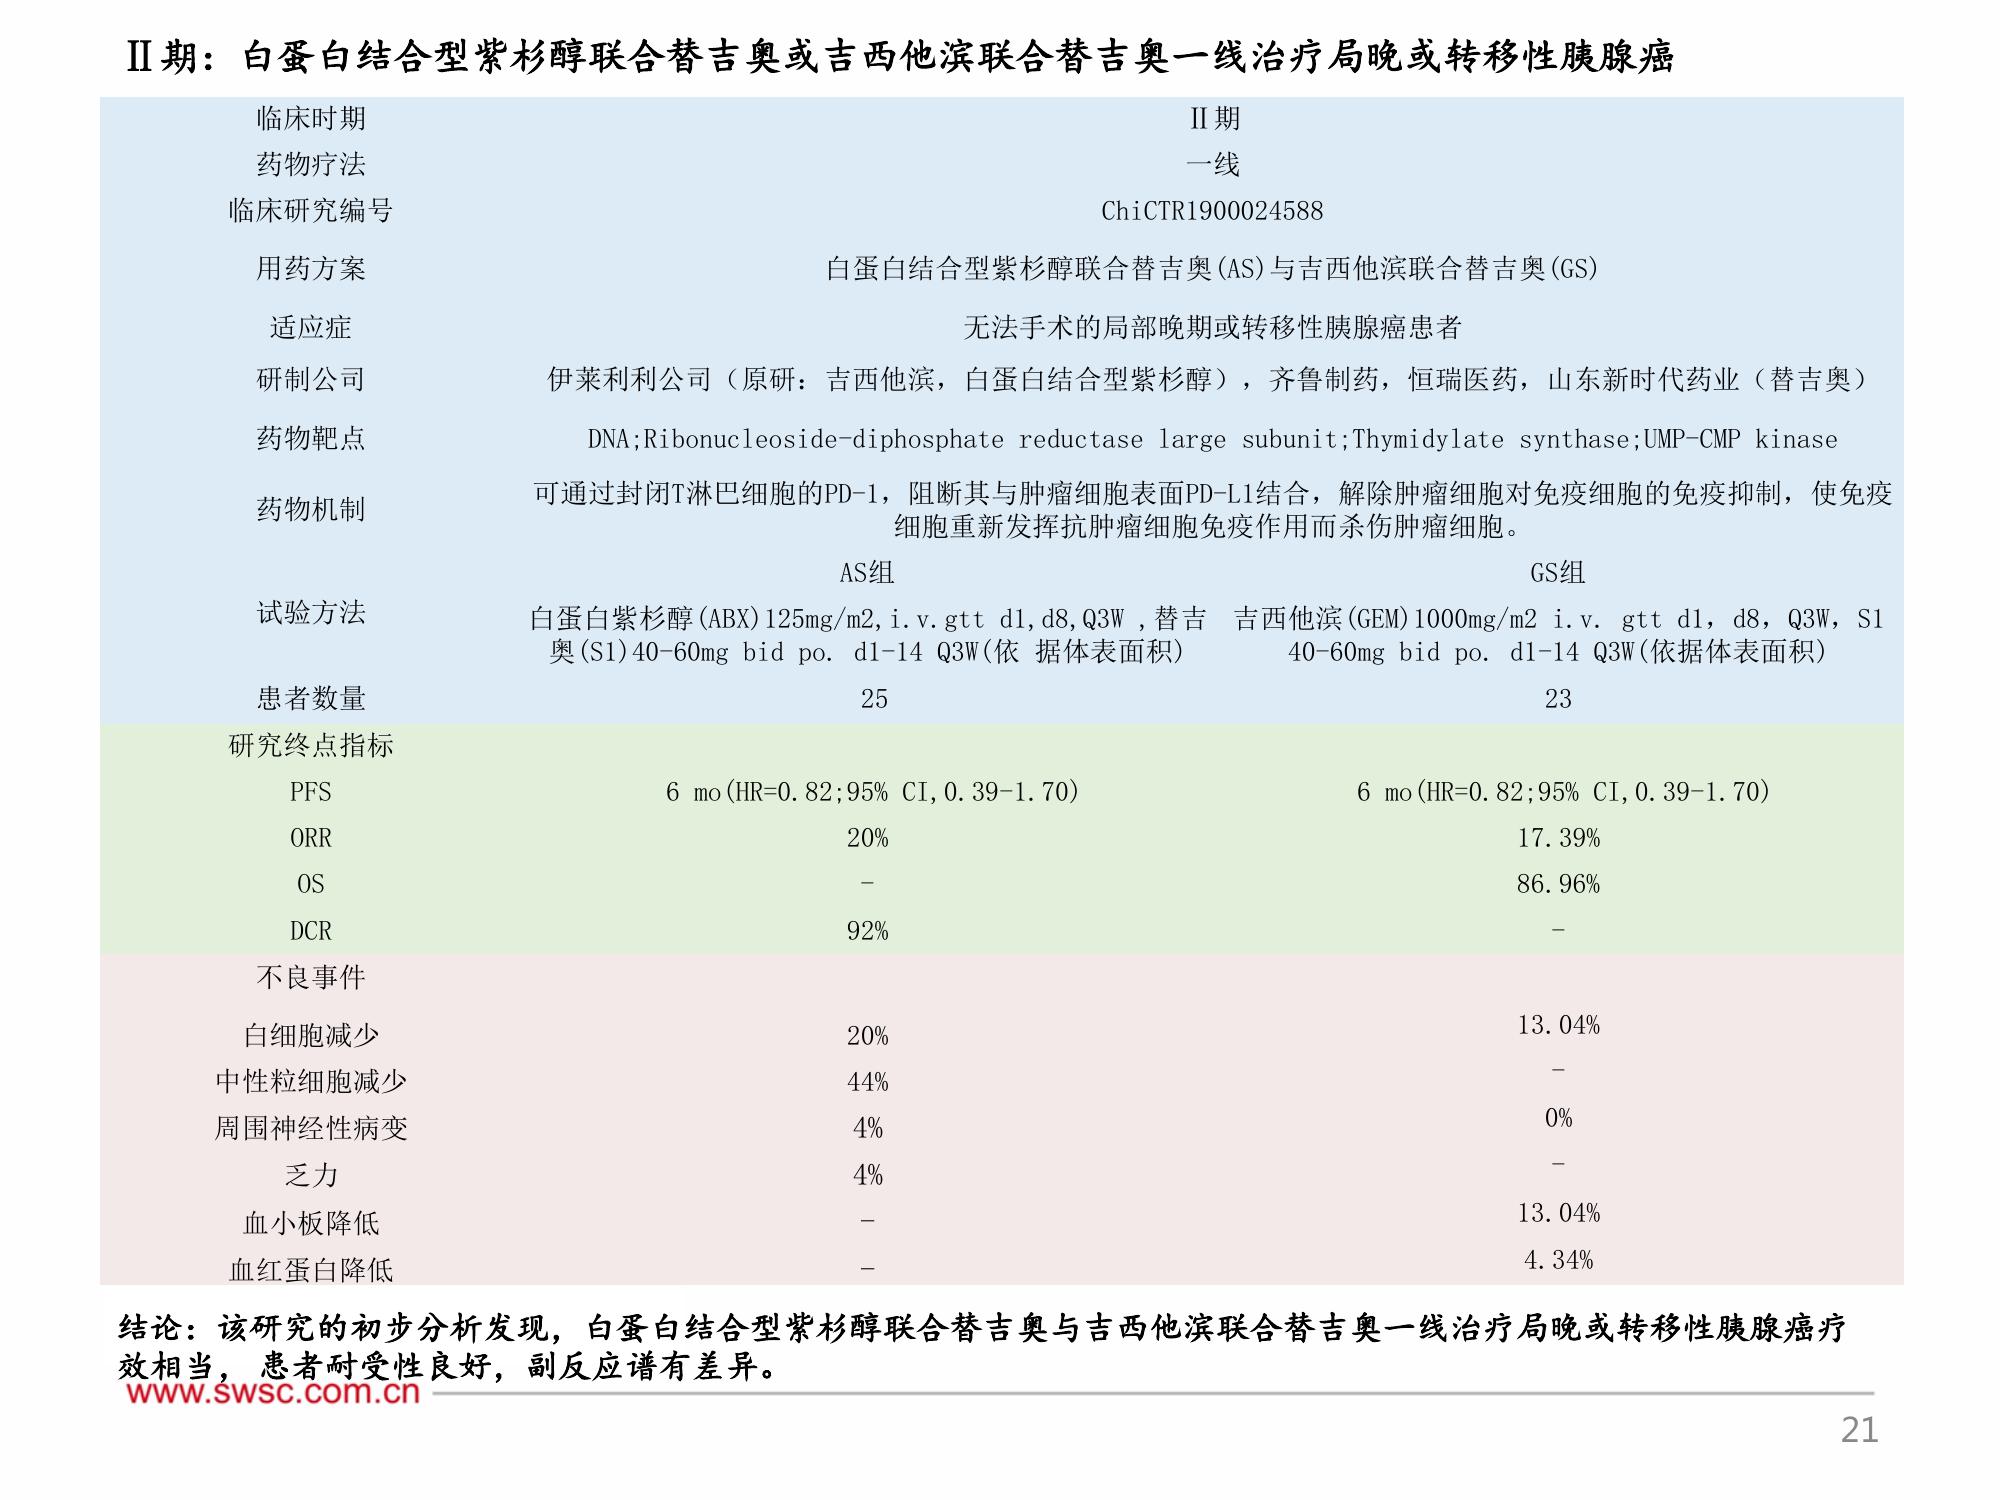 Ⅱ期：白蛋白结合型紫杉醇联合替吉奥或吉西他滨联合替吉奥一线治疗局晚或转移性胰腺癌
临床时期 Ⅱ期
药物疗法 一线
临床研究编号 ChiCTR1900024588
用药方案 白蛋白结合型紫杉醇联合替吉奥(AS)与吉西他滨联合替吉奥(GS)
适应症 无法手术的局部晚期或转移性胰腺癌患者
研制公司 伊莱利利公司（原研：吉西他滨，白蛋白结合型紫杉醇），齐鲁制药，恒瑞医药，山东新时代药业（替吉奥）
药物靶点 DNA;Ribonucleoside-diphosphate reductase large subunit;Thymidylate synthase;UMP-CMP kinase
药物机制 可通过封闭T淋巴细胞的PD-1，阻断其与肿瘤细胞表面PD-L1结合，解除肿瘤细胞对免疫细胞的免疫抑制，使免疫
细胞重新发挥抗肿瘤细胞免疫作用而杀伤肿瘤细胞。
AS组 GS组
试验方法
白蛋白紫杉醇(ABX)125mg/m2,i.v.gtt d1,d8,Q3W ,替吉
奥(S1)40-60mg bid po. d1-14 Q3W(依 据体表面积)
吉西他滨(GEM)1000mg/m2 i.v. gtt d1，d8，Q3W，S1
40-60mg bid po. d1-14 Q3W(依据体表面积)
患者数量 25 23
研究终点指标
PFS 6 mo(HR=0.82;95% CI,0.39-1.70) 6 mo(HR=0.82;95% CI,0.39-1.70)
ORR 20% 17.39%
OS - 86.96%
DCR 92% -
不良事件
白细胞减少 20% 13.04%
中性粒细胞减少 44% -
周围神经性病变 4% 0%
乏力 4% -
血小板降低 - 13.04%
血红蛋白降低 - 4.34%
结论：该研究的初步分析发现，白蛋白结合型紫杉醇联合替吉奥与吉西他滨联合替吉奥一线治疗局晚或转移性胰腺癌疗
效相当， 患者耐受性良好，副反应谱有差异。
www.swsc.com.cn
21